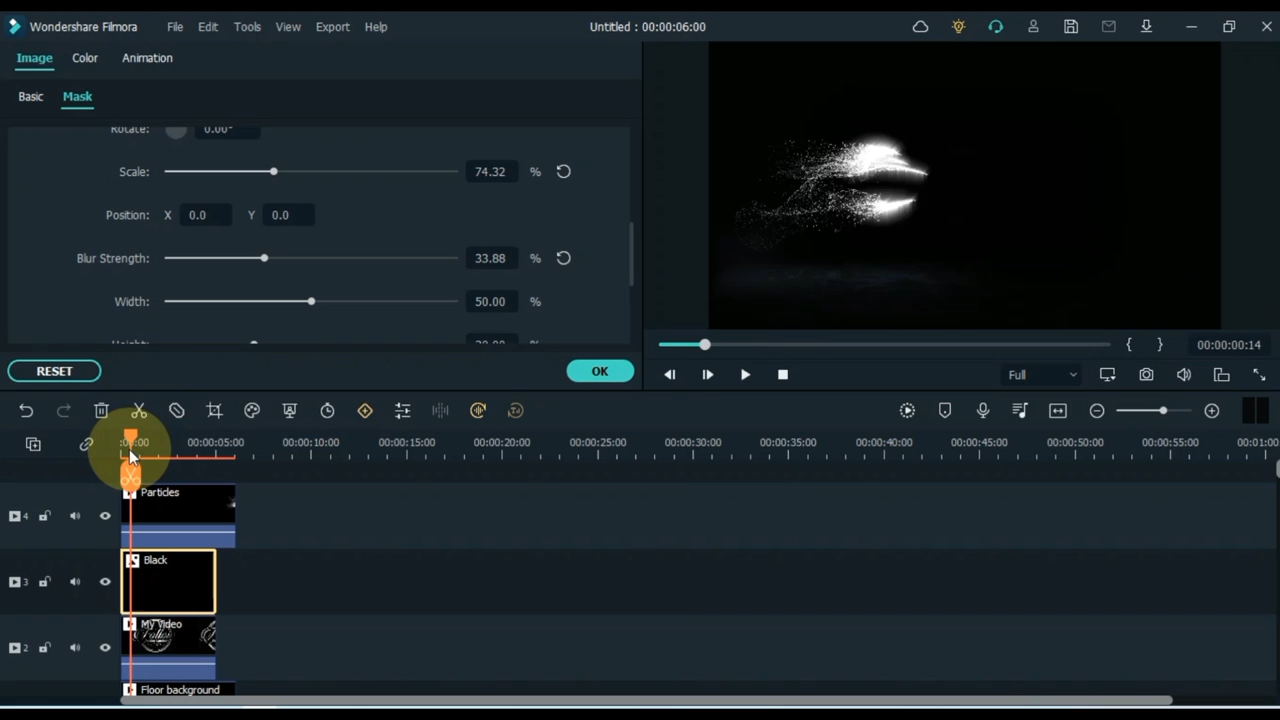 Wondershare Filmora File Edit Tools View Export Help Untitled : 00:00:06:00
Image Color Animation
Basic Mask
Rotate: 0.00°
Scale: 74.32 %
Position: X 0.0 Y 0.0
Blur Strength: 33.88 %
Width: 50.00 %
Height:
{ } 00:00:00:14
RESET OK
Full
:00:00 00:00:05:00 00:00:10:00 00:00:15:00 00:00:20:00 00:00:25:00 00:00:30:00 00:00:35:00 00:00:40:00 00:00:45:00 00:00:50:00 00:00:55:00 00:01:00
Particles
4
Black
3
My video
2
Floor background